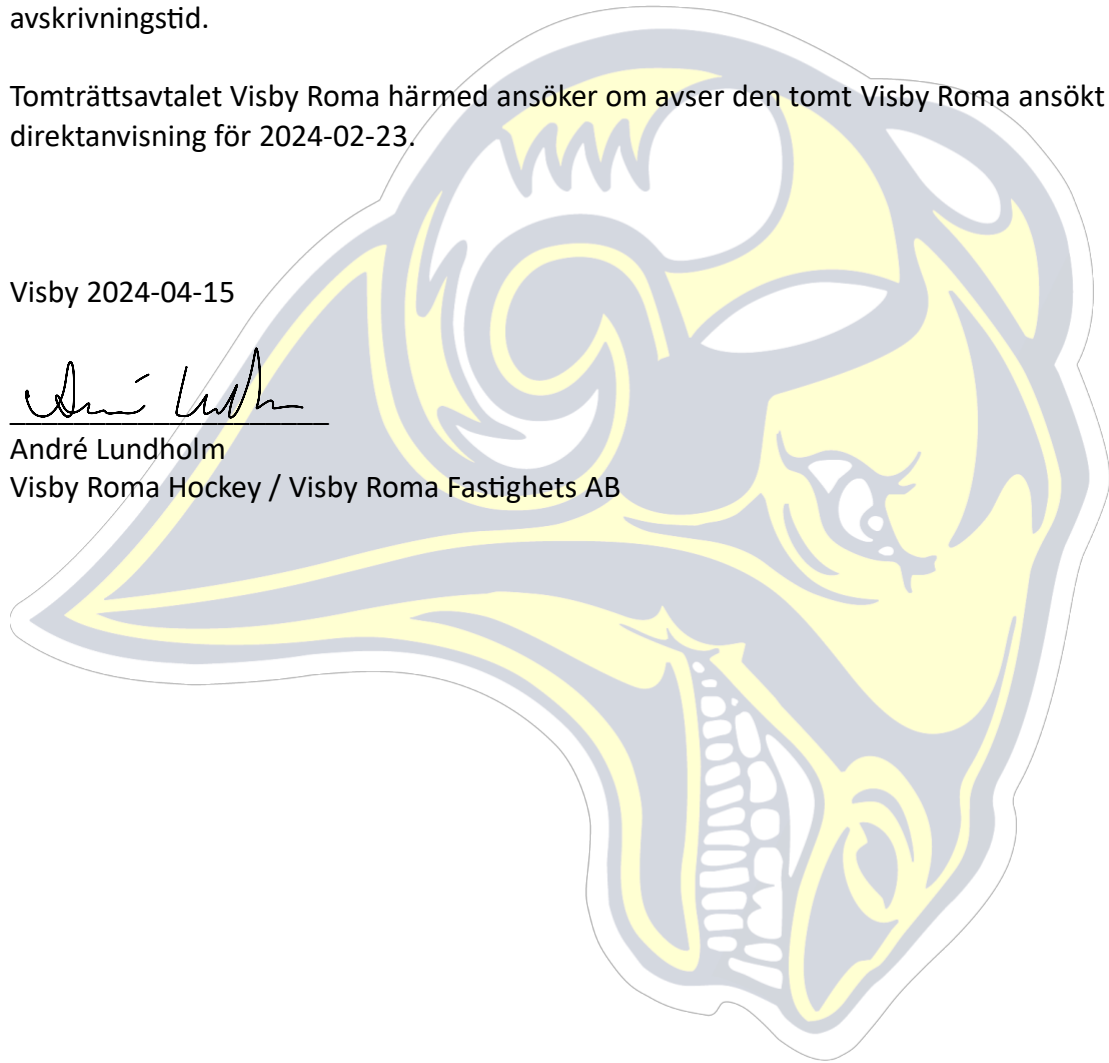 avskrivningstid.
Tomträttsavtalet Visby Roma härmed ansöker om avser den tomt Visby Roma ansökt
direktanvisning för 2024-02-23.
Visby 2024-04-15
André Lundholm
Visby Roma Hockey / Visby Roma Fastighets AB